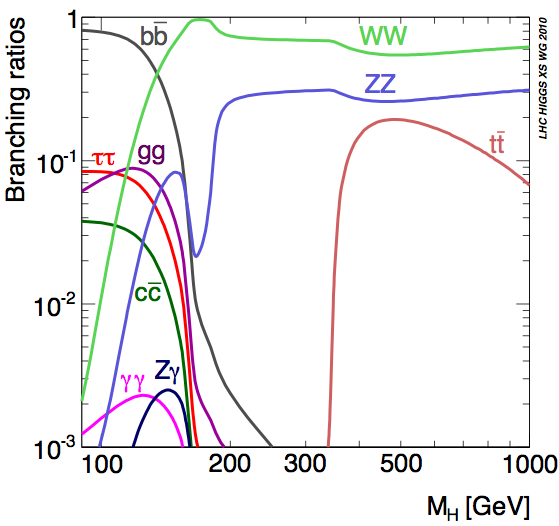 Branching ratios
1
10⁻¹
10⁻²
10⁻³
bb̅
WW
ZZ
ττ
gg
tt̅
cc̅
γγ
Zγ
100
200
300
500
1000
M_H [GeV]
LHC HIGGS XS WG 2010